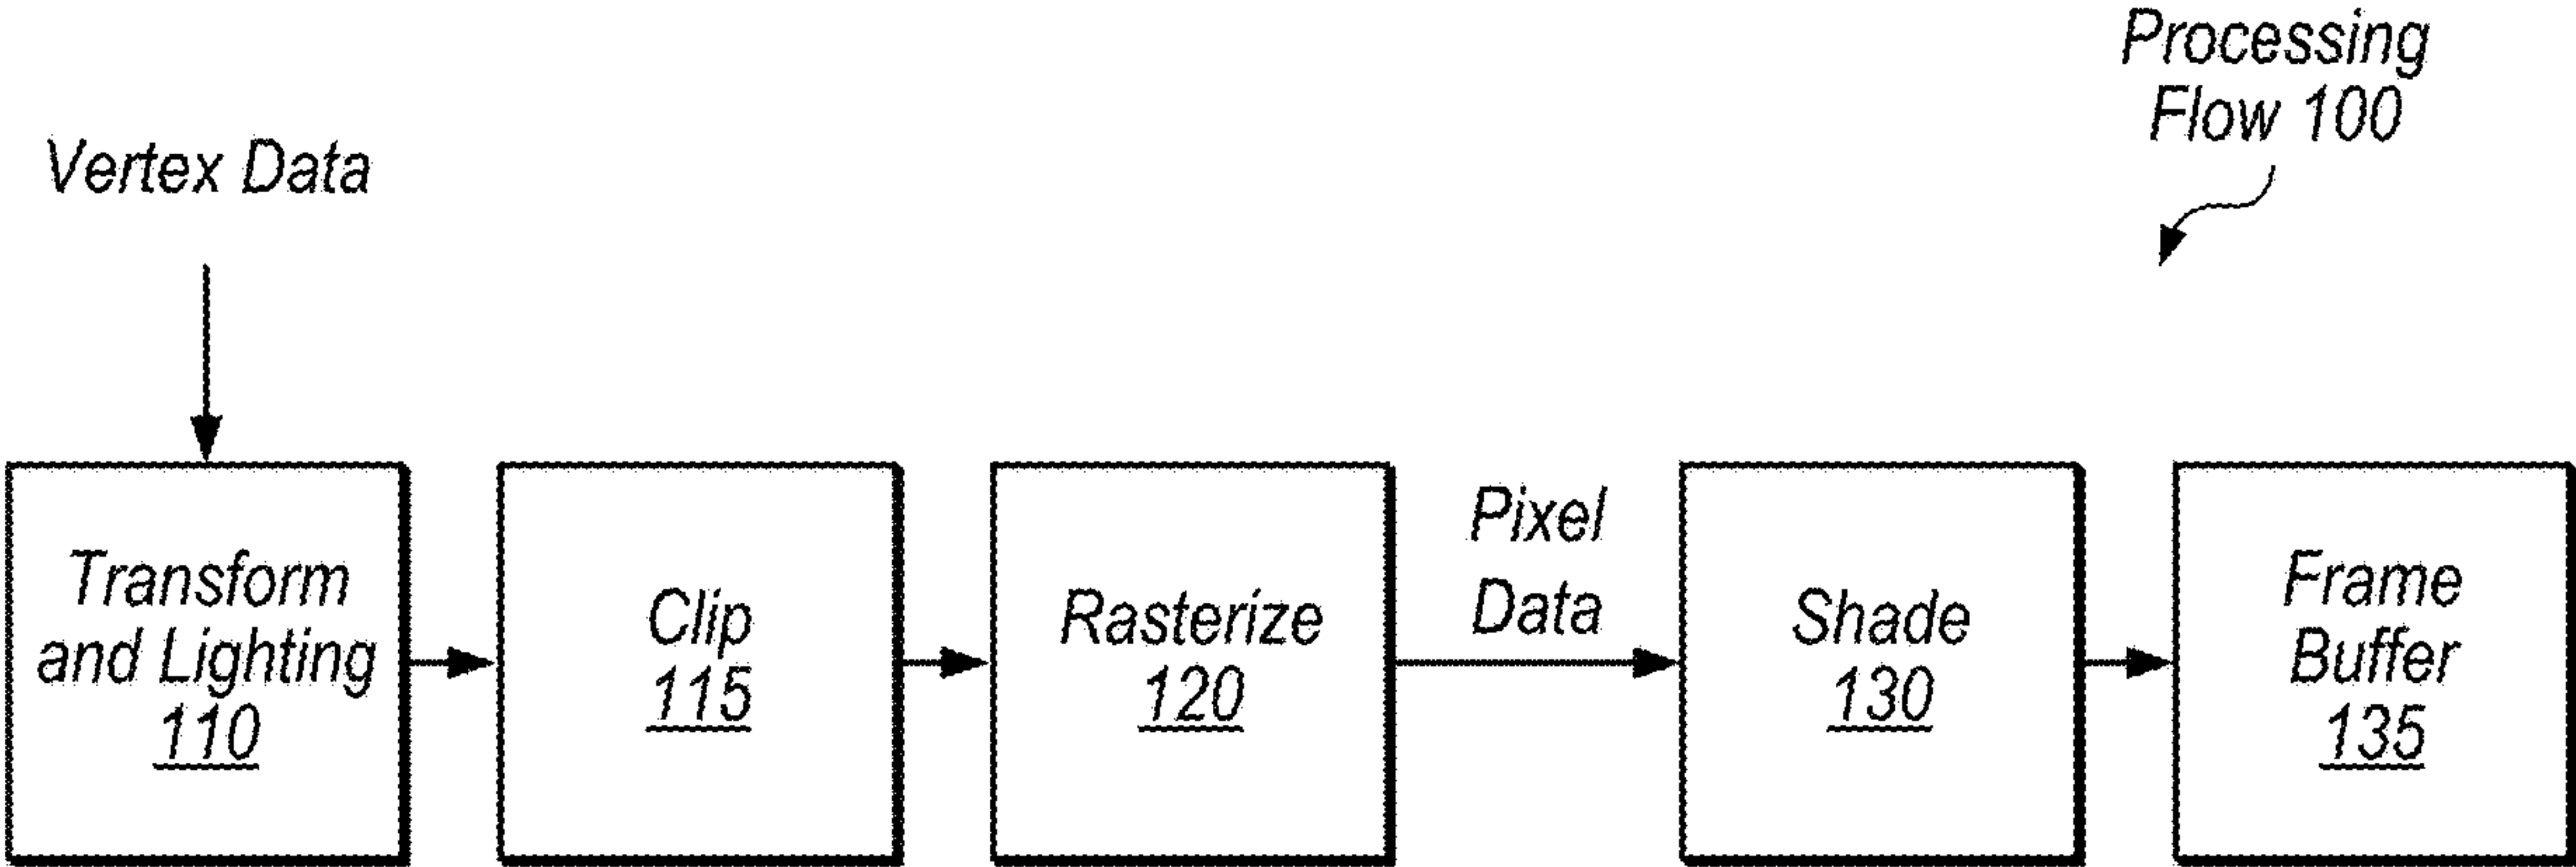 Processing
Flow 100
Vertex Data
Transform
and Lighting
110
Clip
115
Rasterize
120
Pixel
Data
Shade
130
Frame
Buffer
135